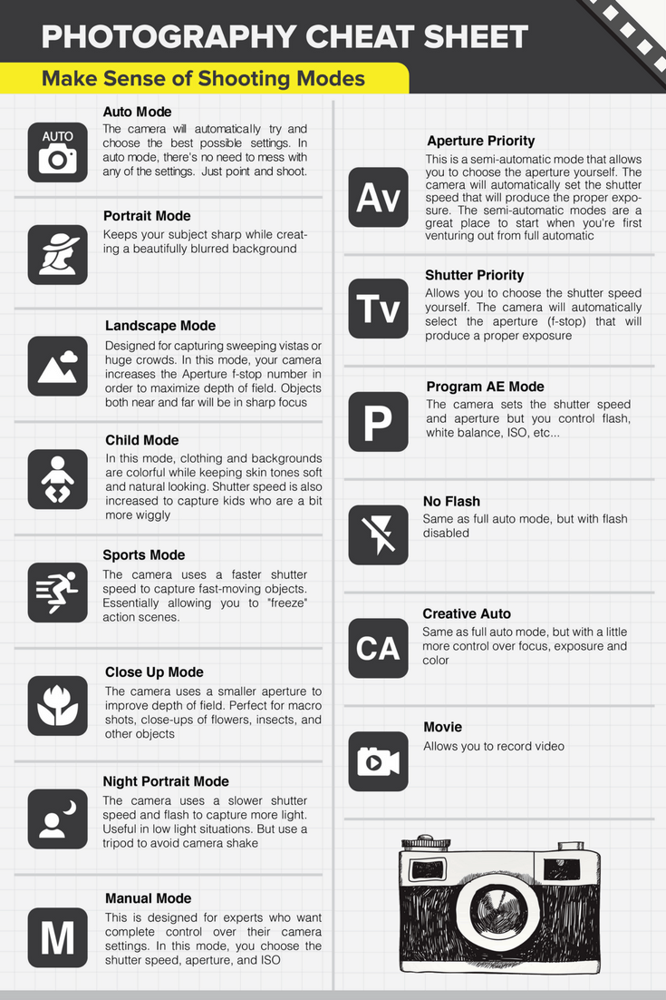 PHOTOGRAPHY CHEAT SHEET
Make Sense of Shooting Modes
Auto Mode
AUTO
The camera will automatically try and
choose the best possible settings. In
auto mode, there's no need to mess with
any of the settings. Just point and shoot.
Portrait Mode
Keeps your subject sharp while creat-
ing a beautifully blurred background
Landscape Mode
Designed for capturing sweeping vistas or
huge crowds. In this mode, your camera
increases the Aperture f-stop number in
order to maximize depth of field. Objects
both near and far will be in sharp focus
Child Mode
In this mode, clothing and backgrounds
are colorful while keeping skin tones soft
and natural looking. Shutter speed is also
increased to capture kids who are a bit
more wiggly
Sports Mode
The camera uses a faster shutter
speed to capture fast-moving objects.
Essentially allowing you to "freeze"
action scenes.
Close Up Mode
The camera uses a smaller aperture to
improve depth of field. Perfect for macro
shots, close-ups of flowers, insects, and
other objects
Night Portrait Mode
The camera uses a slower shutter
speed and flash to capture more light.
Useful in low light situations. But use a
tripod to avoid camera shake
Manual Mode
M
This is designed for experts who want
complete control over their camera
settings. In this mode, you choose the
shutter speed, aperture, and ISO
Aperture Priority
Av
This is a semi-automatic mode that allows
you to choose the aperture yourself. The
camera will automatically set the shutter
speed that will produce the proper expo-
sure. The semi-automatic modes are a
great place to start when you're first
venturing out from full automatic
Shutter Priority
Tv
Allows you to choose the shutter speed
yourself. The camera will automatically
select the aperture (f-stop) that will
produce a proper exposure
Program AE Mode
P
The camera sets the shutter speed
and aperture but you control flash,
white balance, ISO, etc...
No Flash
Same as full auto mode, but with flash
disabled
Creative Auto
CA
Same as full auto mode, but with a little
more control over focus, exposure and
color
Movie
Allows you to record video